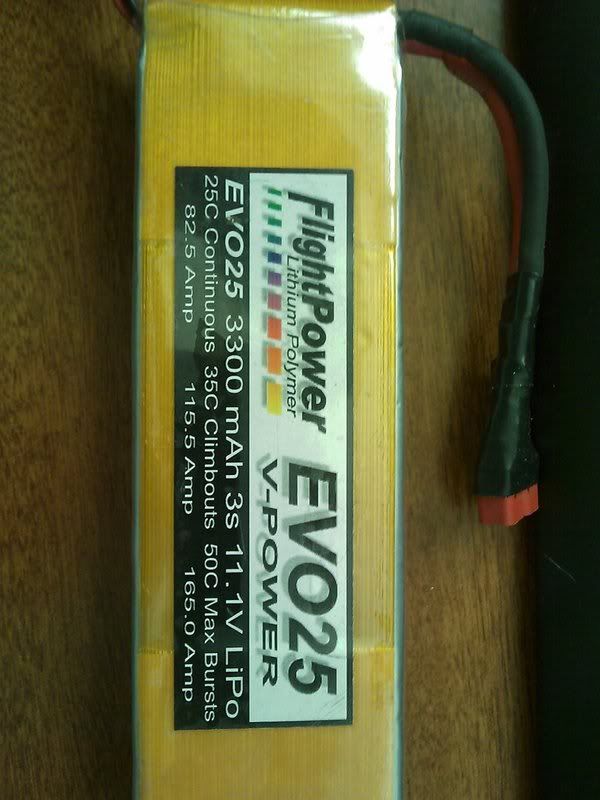 FlightPower
Lithium Polymer
EVO25
V-POWER
EVO25 3300 mAh 3s 11.1V LiPo
25C Continuous 35C Climbouts 50C Max Bursts
82.5 Amp 115.5 Amp 165.0 Amp